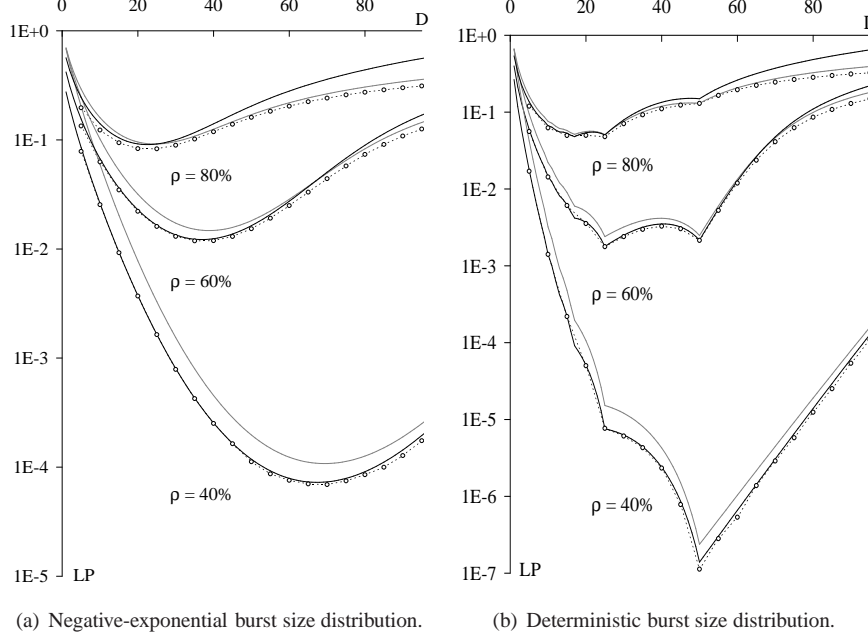 0 20 40 60 80
D
1E+0
1E-1
1E-2
1E-3
1E-4
1E-5
LP
ρ = 80%
ρ = 60%
ρ = 40%
(a) Negative-exponential burst size distribution.
0 20 40 60 80
1E+0
1E-1
1E-2
1E-3
1E-4
1E-5
1E-6
1E-7
LP
ρ = 80%
ρ = 60%
ρ = 40%
(b) Deterministic burst size distribution.